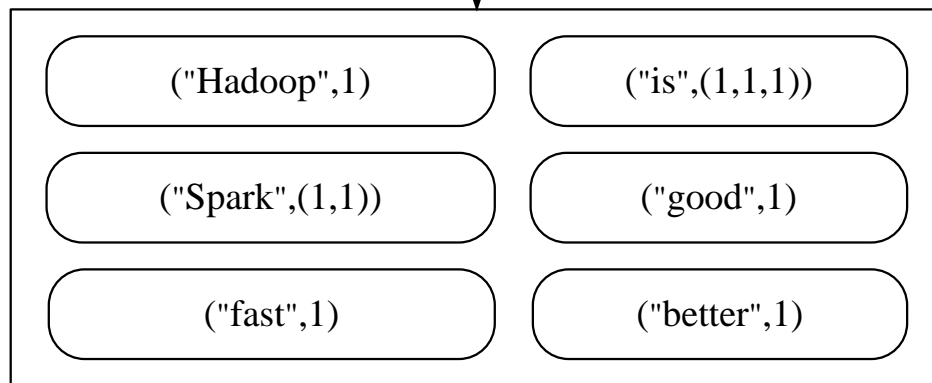 ("Hadoop",1)
("is",(1,1,1))
("Spark",(1,1))
("good",1)
("fast",1)
("better",1)